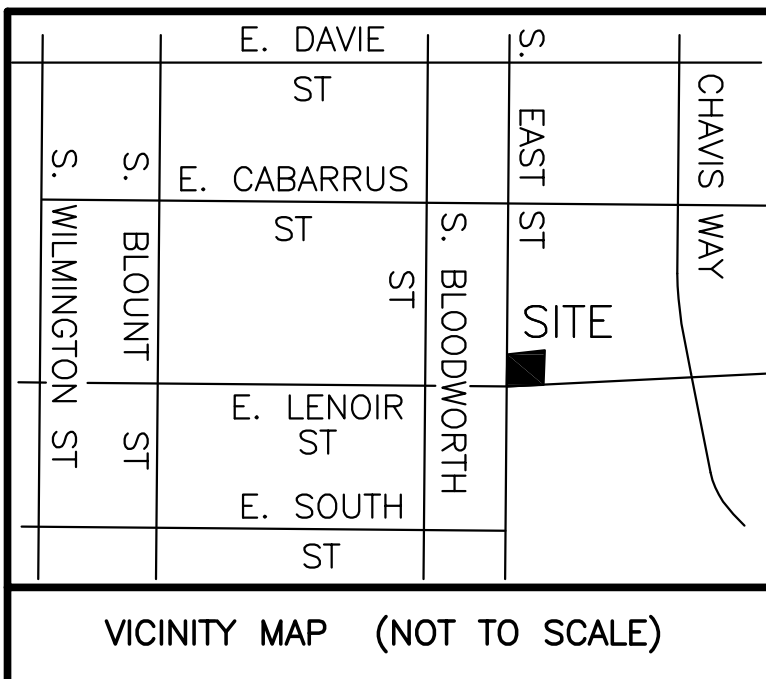 E. DAVIE
ST
S. EAST ST
CHAVIS WAY
E. CABARRUS
ST
S. WILMINGTON ST
S. BLOUNT ST
S. BLOODWORTH
ST
SITE
E. LENOIR
ST
E. SOUTH
ST
VICINITY MAP (NOT TO SCALE)